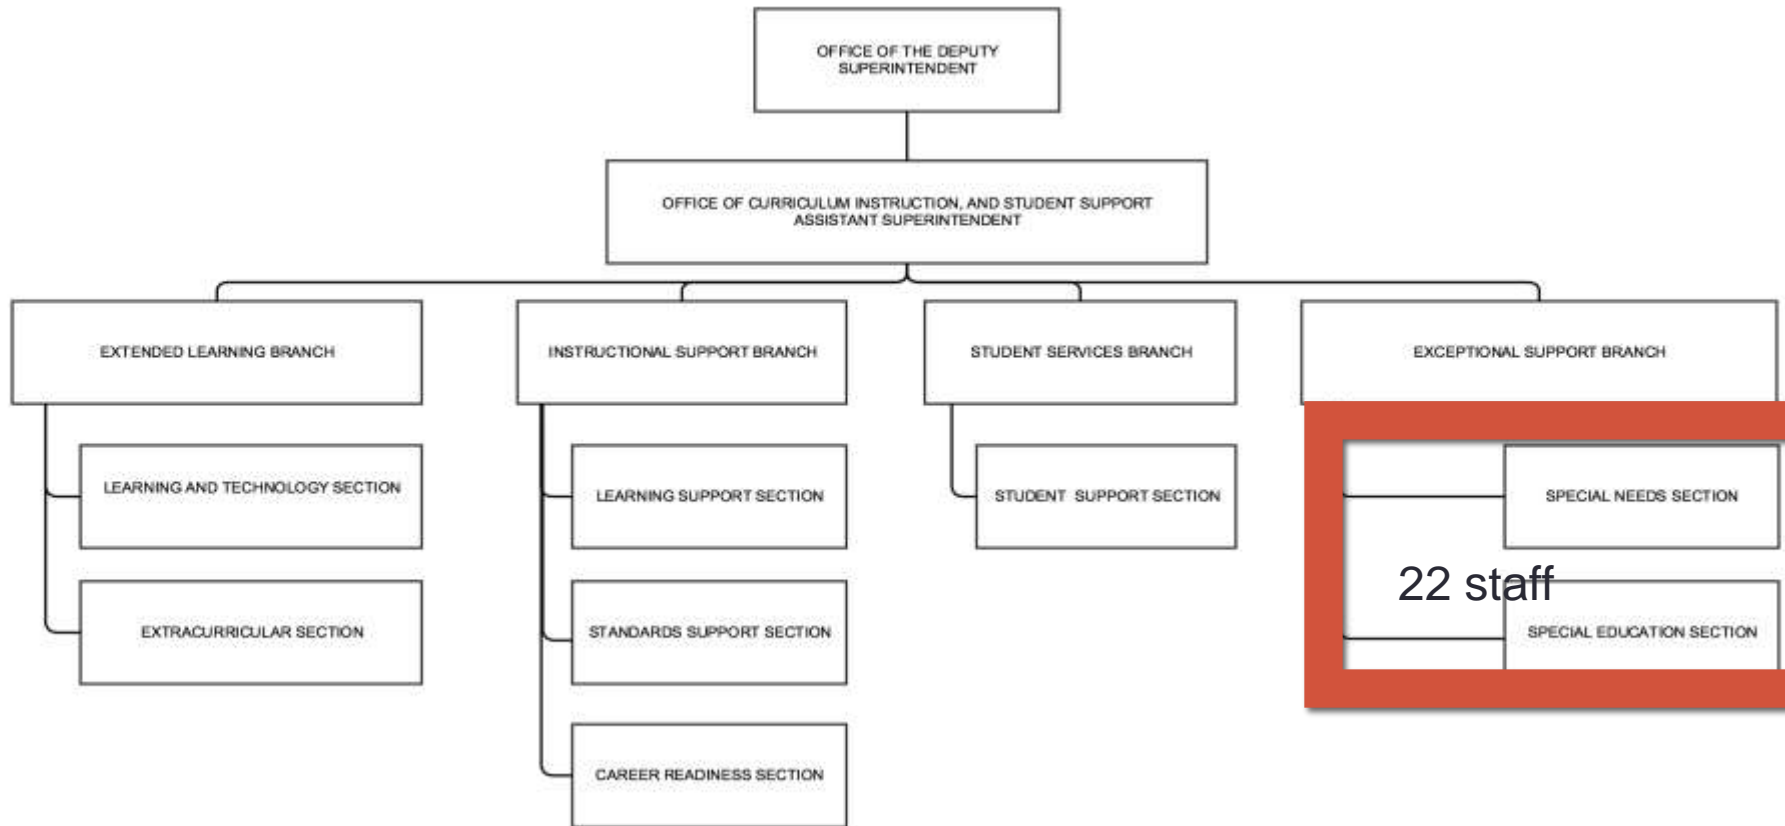 OFFICE OF THE DEPUTY
SUPERINTENDENT
OFFICE OF CURRICULUM INSTRUCTION, AND STUDENT SUPPORT
ASSISTANT SUPERINTENDENT
EXTENDED LEARNING BRANCH
INSTRUCTIONAL SUPPORT BRANCH
STUDENT SERVICES BRANCH
EXCEPTIONAL SUPPORT BRANCH
LEARNING AND TECHNOLOGY SECTION
LEARNING SUPPORT SECTION
STUDENT SUPPORT SECTION
SPECIAL NEEDS SECTION
22 staff
EXTRACURRICULAR SECTION
STANDARDS SUPPORT SECTION
SPECIAL EDUCATION SECTION
CAREER READINESS SECTION